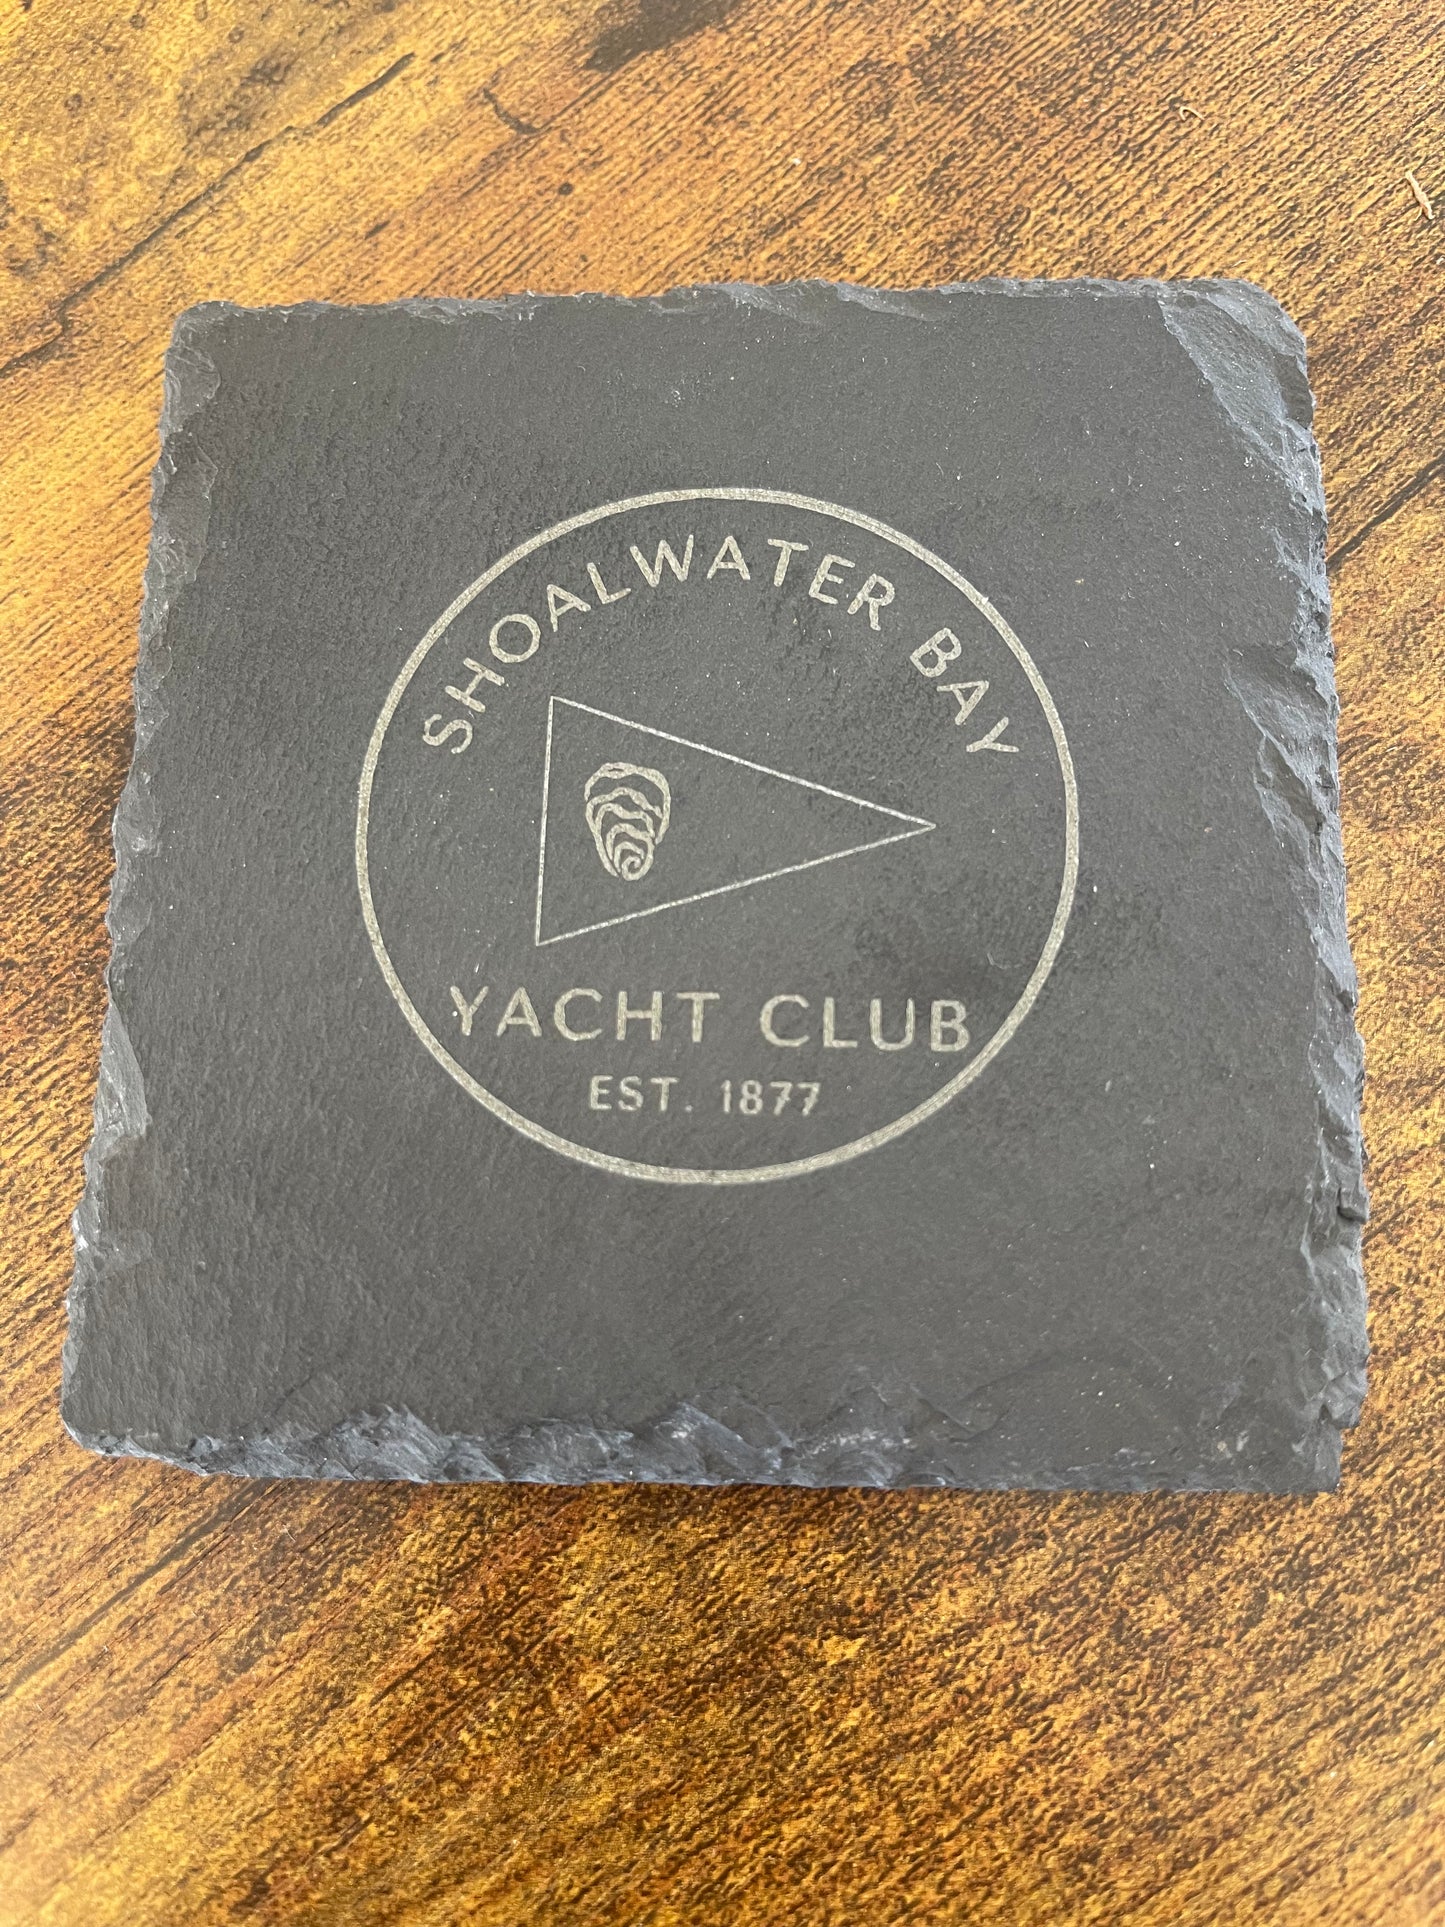 SHOALWATER BAY
YACHT CLUB
EST. 1877